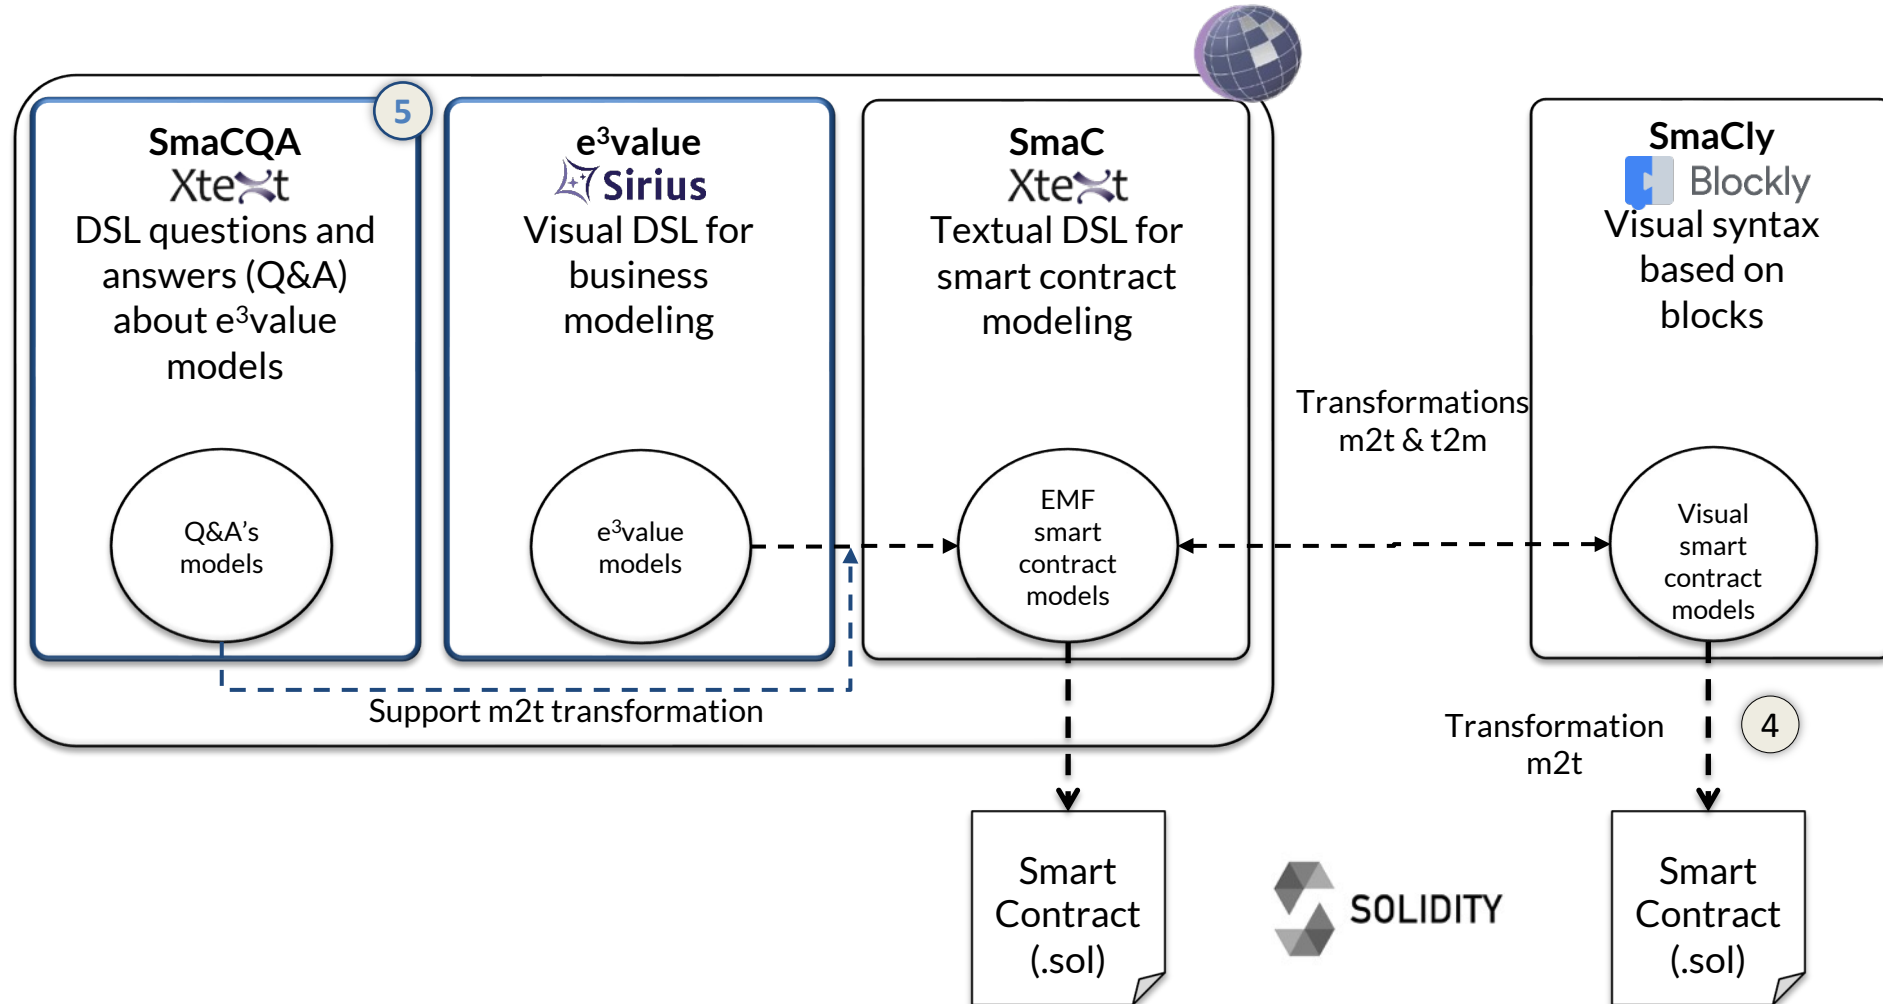 5
SmaCQA
Xtext
DSL questions and
answers (Q&A)
about e³value
models
Q&A's
models
e³value
Sirius
Visual DSL for
business
modeling
e³value
models
SmaC
Xtext
Textual DSL for
smart contract
modeling
EMF
smart
contract
models
Transformations
m2t & t2m
SmaCly
Blockly
Visual syntax
based on
blocks
Visual
smart
contract
models
Support m2t transformation
Transformation
m2t
4
Smart
Contract
(.sol)
SOLIDITY
Smart
Contract
(.sol)